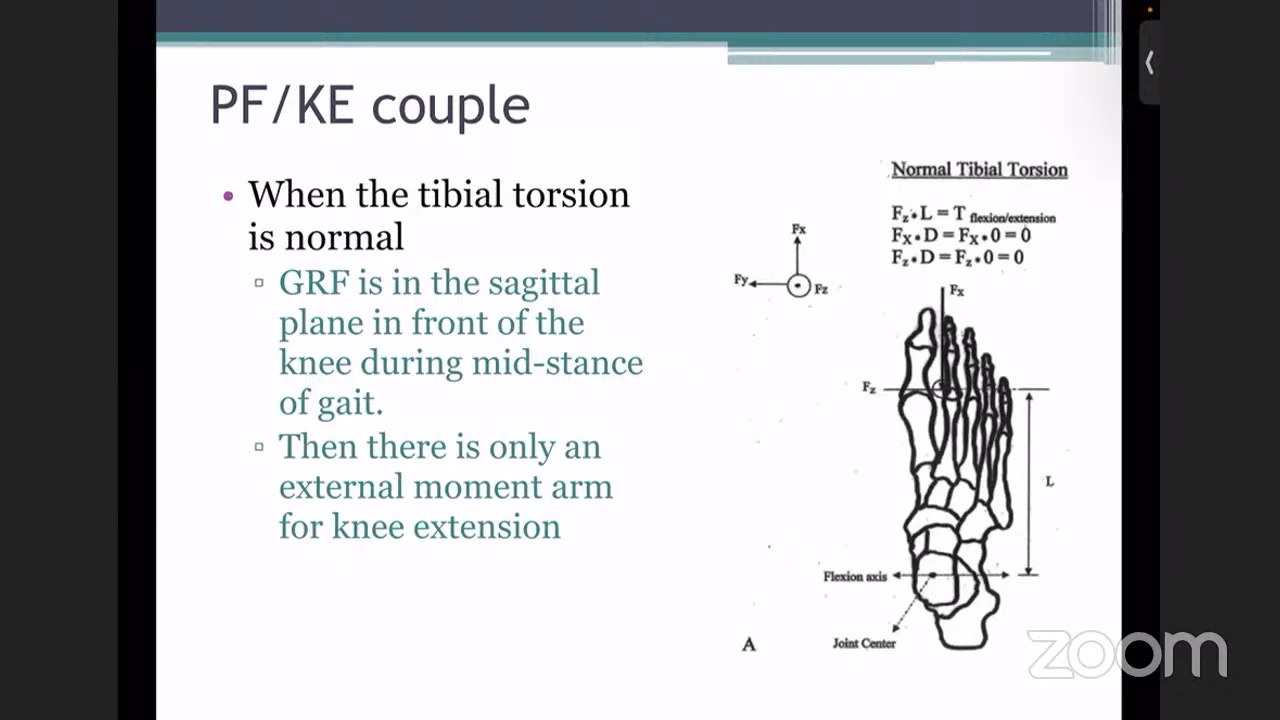 PF/KE couple
• When the tibial torsion
is normal
▫ GRF is in the sagittal
plane in front of the
knee during mid-stance
of gait.
▫ Then there is only an
external moment arm
for knee extension
Normal Tibial Torsion
Fz•L = T flexion/extension
Fx•D = Fx•0 = 0
Fz•D = Fz•0 = 0
Fx
Fy
Fz
Fx
Fz
L
Flexion axis
Joint Center
A
zoom